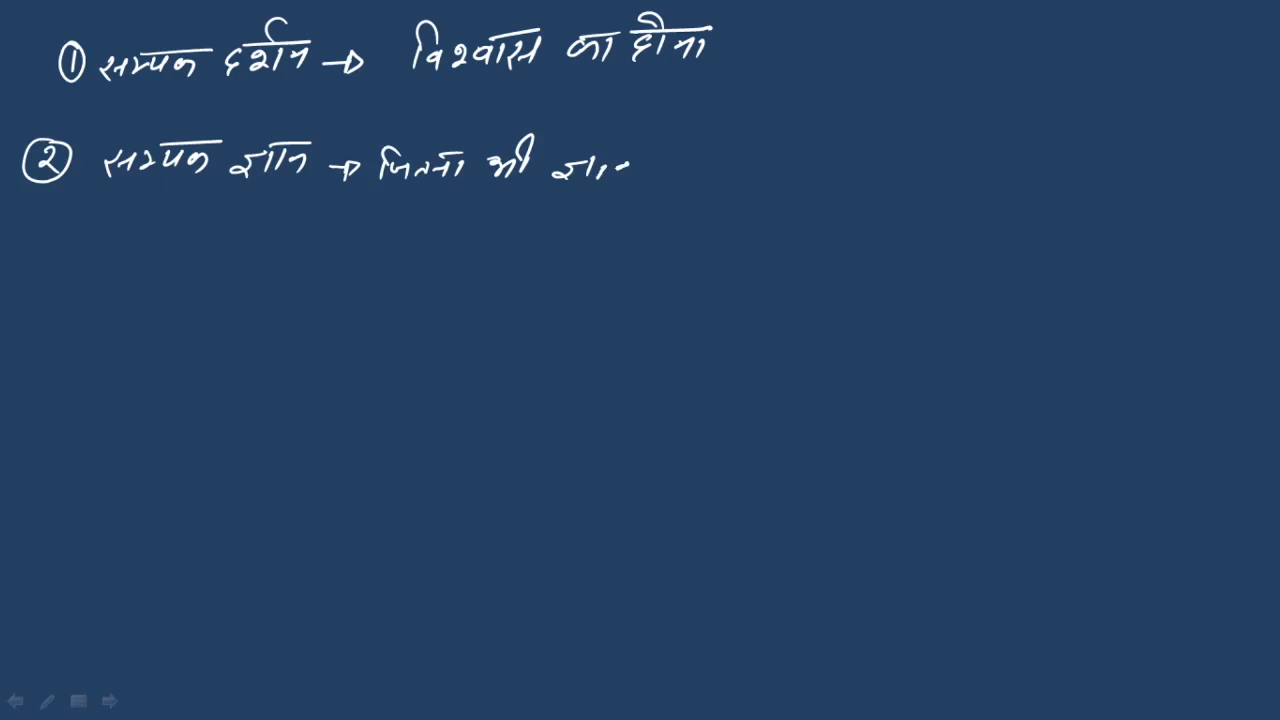 ① सम्यक दर्शन → विश्वास का होना
② सम्यक ज्ञान → जितना भी